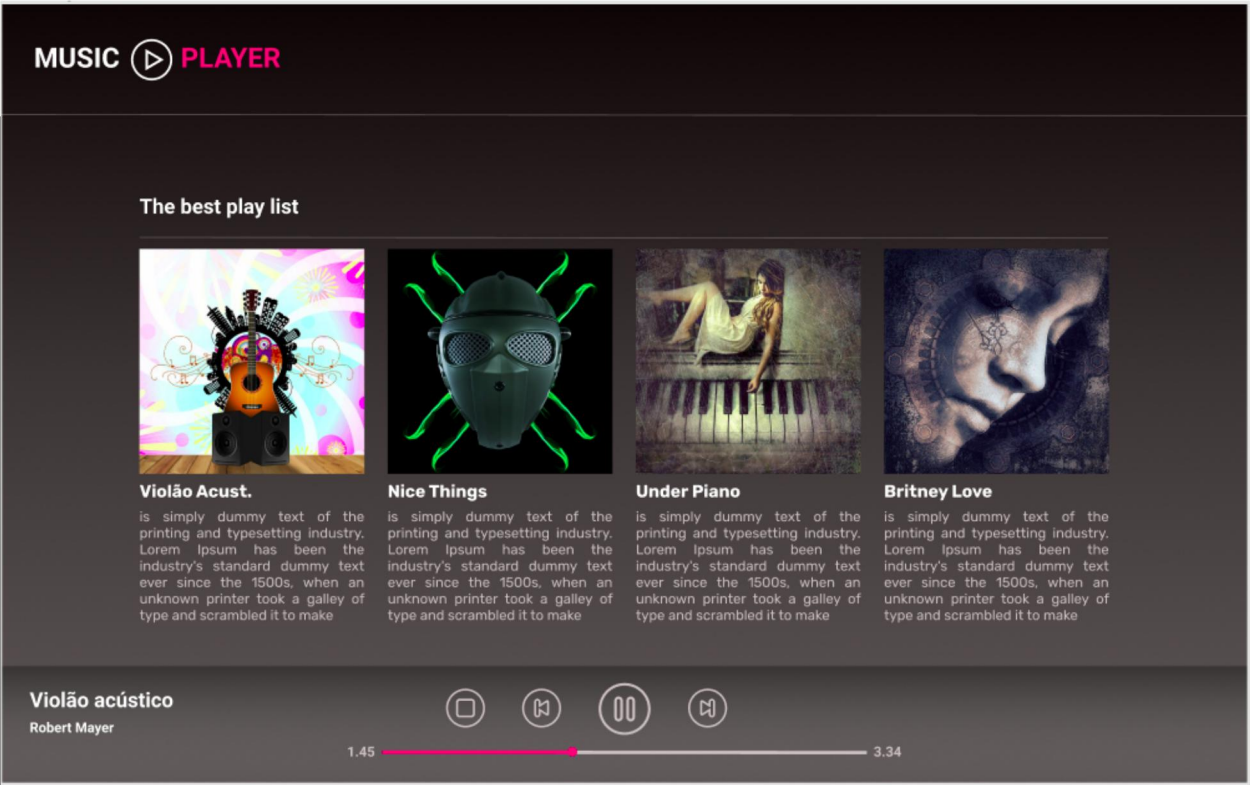 MUSIC PLAYER
The best play list
Violão Acust.
is simply dummy text of the
printing and typesetting industry.
Lorem Ipsum has been the
industry's standard dummy text
ever since the 1500s, when an
unknown printer took a galley of
type and scrambled it to make
Nice Things
is simply dummy text of the
printing and typesetting industry.
Lorem Ipsum has been the
industry's standard dummy text
ever since the 1500s, when an
unknown printer took a galley of
type and scrambled it to make
Under Piano
is simply dummy text of the
printing and typesetting industry.
Lorem Ipsum has been the
industry's standard dummy text
ever since the 1500s, when an
unknown printer took a galley of
type and scrambled it to make
Britney Love
is simply dummy text of the
printing and typesetting industry.
Lorem Ipsum has been the
industry's standard dummy text
ever since the 1500s, when an
unknown printer took a galley of
type and scrambled it to make
Violão acústico
Robert Mayer
1.45
3.34